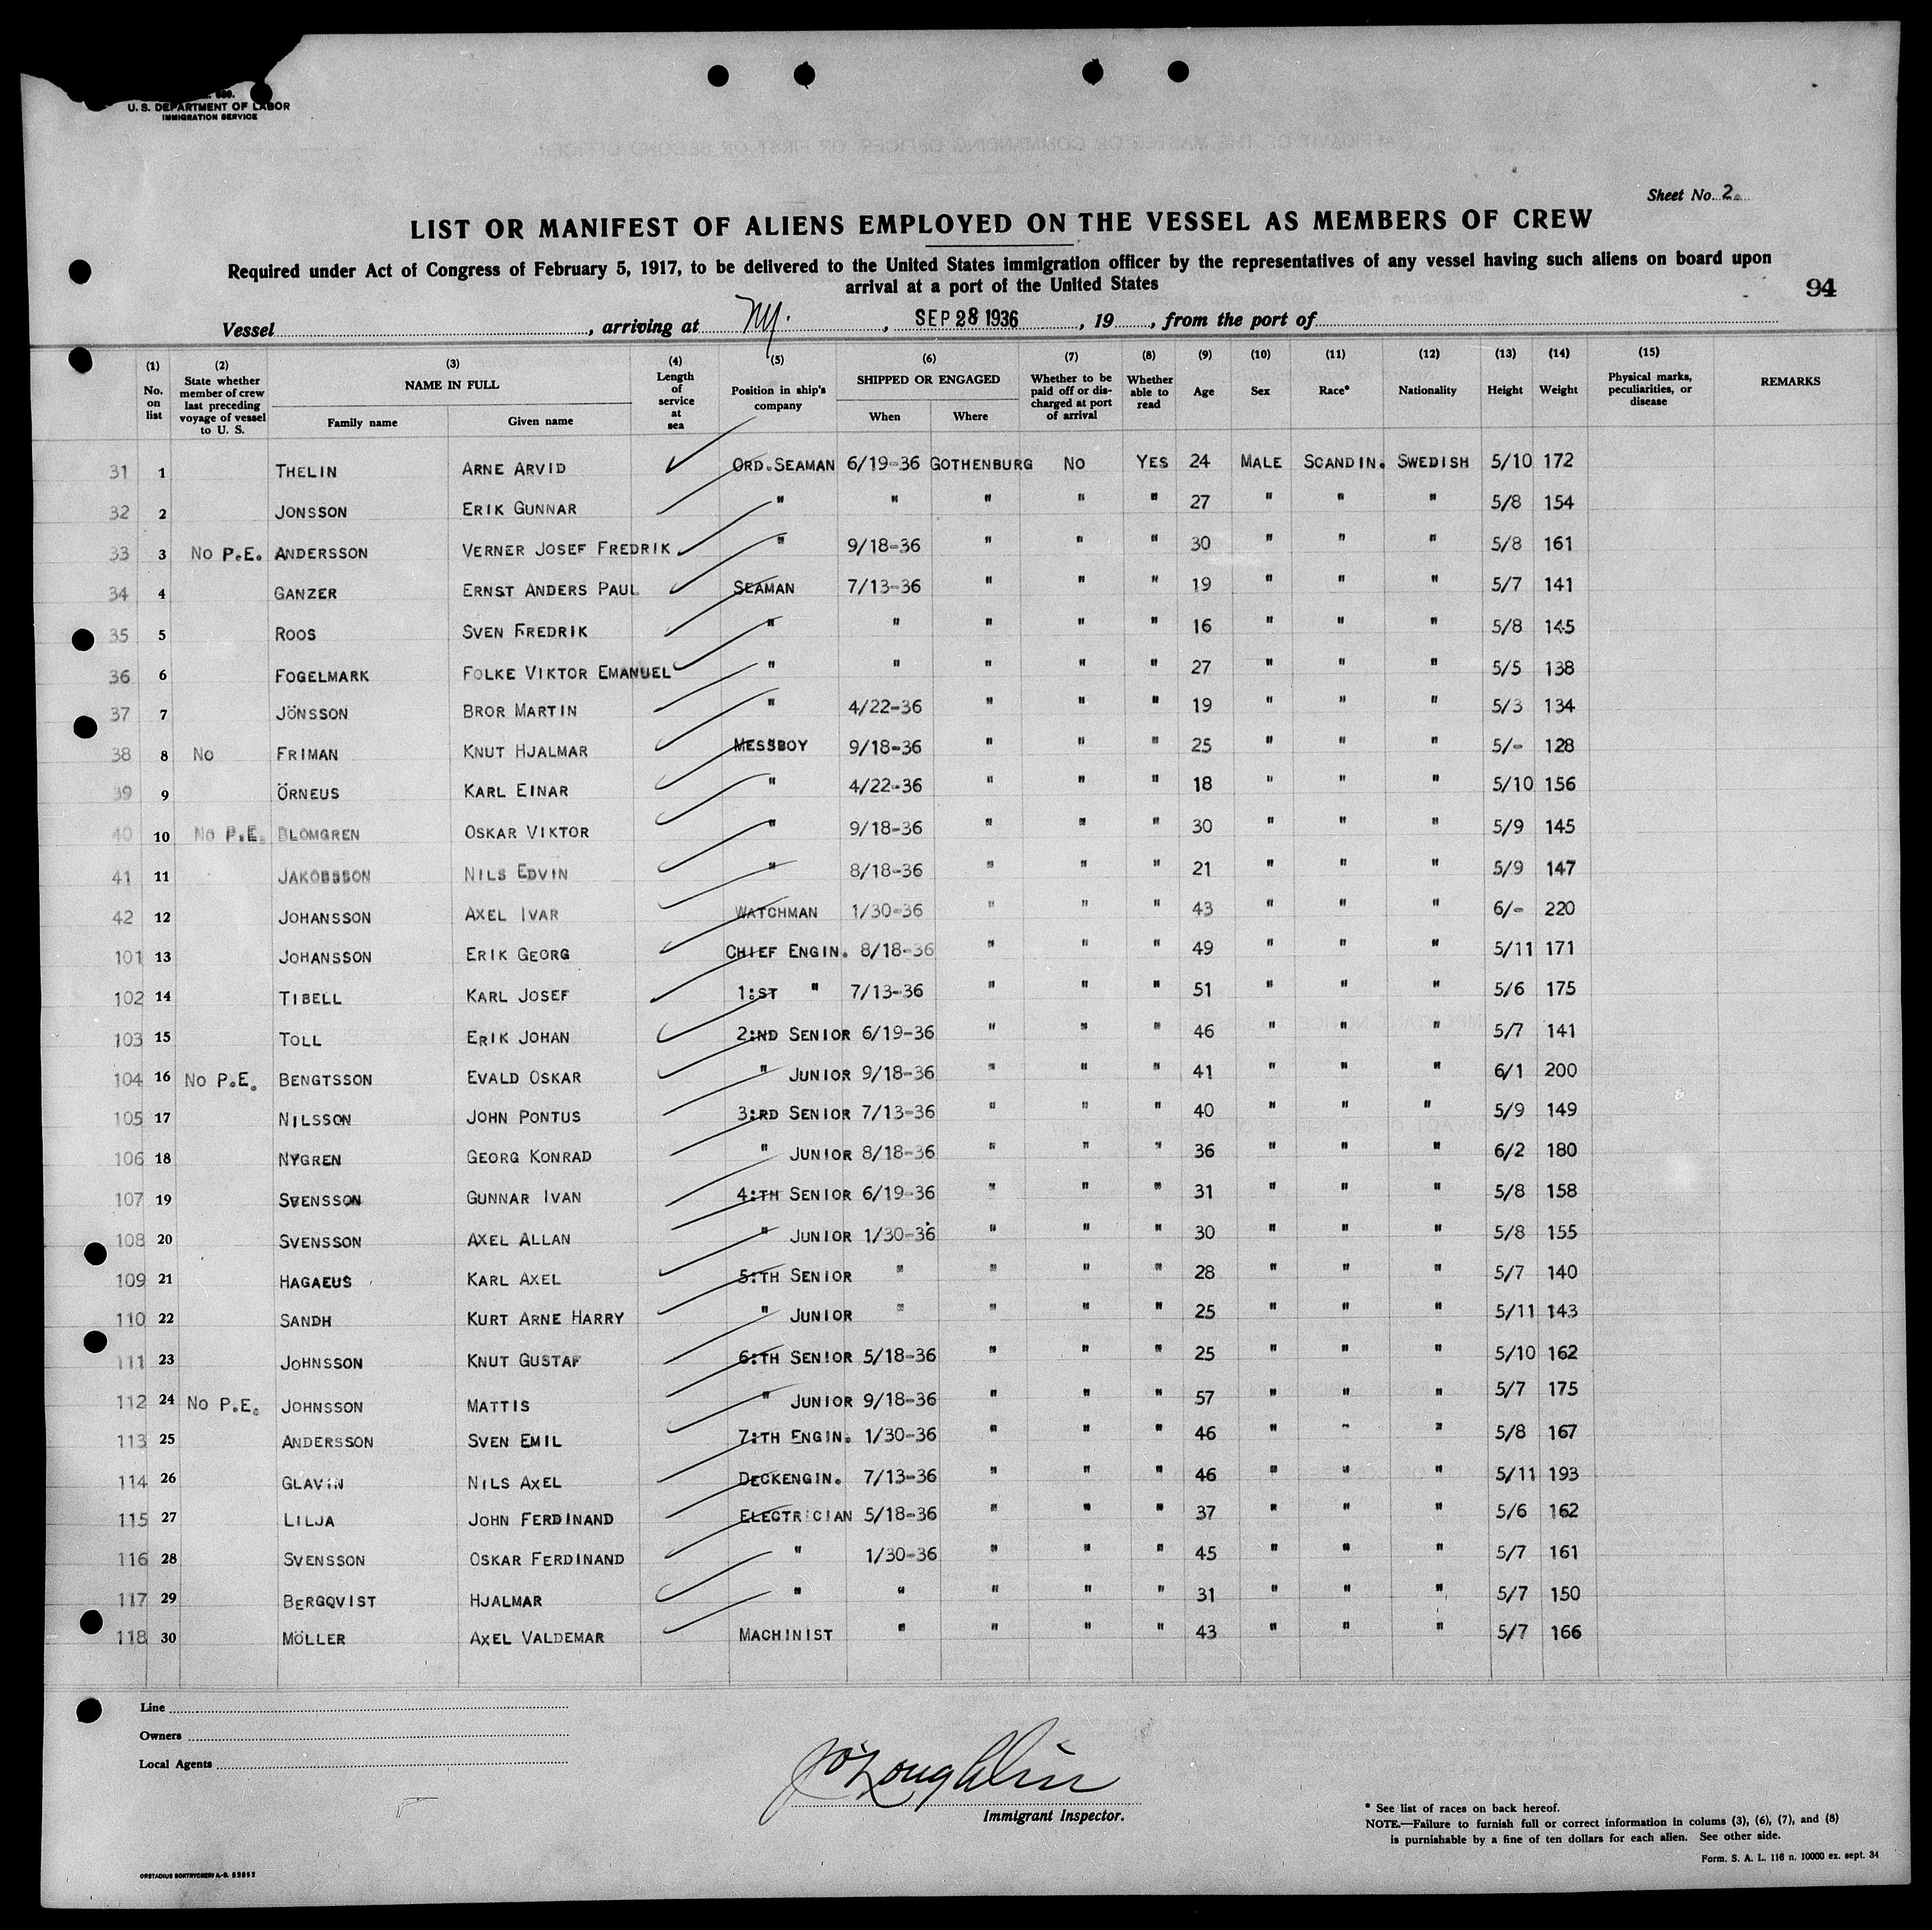 U. S. DEPARTMENT OF LABOR
IMMIGRATION SERVICE
Sheet No. 2.
LIST OR MANIFEST OF ALIENS EMPLOYED ON THE VESSEL AS MEMBERS OF CREW
Required under Act of Congress of February 5, 1917, to be delivered to the United States immigration officer by the representatives of any vessel having such aliens on board upon
arrival at a port of the United States
94
Vessel , arriving at NY. , SEP 28 1936 , 19 , from the port of
(1) No. on list (2) State whether member of crew last preceding voyage of vessel to U. S. (3) NAME IN FULL Family name Given name (4) Length of service at sea (5) Position in ship's company (6) SHIPPED OR ENGAGED When Where (7) Whether to be paid off or discharged at port of arrival (8) Whether able to read (9) Age (10) Sex (11) Race* (12) Nationality (13) Height (14) Weight (15) Physical marks, peculiarities, or disease REMARKS
31 1 THELIN ARNE ARVID ORD.SEAMAN 6/19-36 GOTHENBURG NO YES 24 MALE SCANDIN. SWEDISH 5/10 172
32 2 JONSSON ERIK GUNNAR " " " " " 27 " " " 5/8 154
33 3 NO P.E. ANDERSSON VERNER JOSEF FREDRIK " 9/18-36 " " " 30 " " " 5/8 161
34 4 GANZER ERNST ANDERS PAUL SEAMAN 7/13-36 " " " 19 " " " 5/7 141
35 5 ROOS SVEN FREDRIK " " " " " 16 " " " 5/8 145
36 6 FOGELMARK FOLKE VIKTOR EMANUEL " " " " " 27 " " " 5/5 138
37 7 JÖNSSON BROR MARTIN " 4/22-36 " " " 19 " " " 5/3 134
38 8 NO FRIMAN KNUT HJALMAR MESSBOY 9/18-36 " " " 25 " " " 5/- 128
39 9 ÖRNEUS KARL EINAR " 4/22-36 " " " 18 " " " 5/10 156
40 10 NO P.E. BLOMGREN OSKAR VIKTOR " 9/18-36 " " " 30 " " " 5/9 145
41 11 JAKOBSSON NILS EDVIN " 8/18-36 " " " 21 " " " 5/9 147
42 12 JOHANSSON AXEL IVAR WATCHMAN 1/30-36 " " " 43 " " " 6/- 220
101 13 JOHANSSON ERIK GEORG CHIEF ENGIN. 8/18-36 " " " 49 " " " 5/11 171
102 14 TIBELL KARL JOSEF 1:ST " 7/13-36 " " " 51 " " " 5/6 175
103 15 TOLL ERIK JOHAN 2:ND SENIOR 6/19-36 " " " 46 " " " 5/7 141
104 16 NO P.E. BENGTSSON EVALD OSKAR " JUNIOR 9/18-36 " " " 41 " " " 6/1 200
105 17 NILSSON JOHN PONTUS 3:RD SENIOR 7/13-36 " " " 40 " " " 5/9 149
106 18 NYGREN GEORG KONRAD " JUNIOR 8/18-36 " " " 36 " " " 6/2 180
107 19 SVENSSON GUNNAR IVAN 4:TH SENIOR 6/19-36 " " " 31 " " " 5/8 158
108 20 SVENSSON AXEL ALLAN " JUNIOR 1/30-36 " " " 30 " " " 5/8 155
109 21 HAGAEUS KARL AXEL 5:TH SENIOR " " " " 28 " " " 5/7 140
110 22 SANDH KURT ARNE HARRY " JUNIOR " " " " 25 " " " 5/11 143
111 23 JOHNSSON KNUT GUSTAF 6:TH SENIOR 5/18-36 " " " 25 " " " 5/10 162
112 24 NO P.E. JOHNSSON MATTIS " JUNIOR 9/18-36 " " " 57 " " " 5/7 175
113 25 ANDERSSON SVEN EMIL 7:TH ENGIN. 1/30-36 " " " 46 " " " 5/8 167
114 26 GLAVIN NILS AXEL DECKENGIN. 7/13-36 " " " 46 " " " 5/11 193
115 27 LILJA JOHN FERDINAND ELECTRICIAN 5/18-36 " " " 37 " " " 5/6 162
116 28 SVENSSON OSKAR FERDINAND " 1/30-36 " " " 45 " " " 5/7 161
117 29 BERGQVIST HJALMAR " " " " " 31 " " " 5/7 150
118 30 MÖLLER AXEL VALDEMAR MACHINIST " " " " 43 " " " 5/7 166
Line
Owners
Local Agents
JO'Loughlin
Immigrant Inspector.
* See list of races on back hereof.
NOTE.—Failure to furnish full or correct information in colums (3), (6), (7), and (8)
is punishable by a fine of ten dollars for each alien. See other side.
Form. S. A. L. 116 n. 10000 ex. sept. 34
ORSTADIUS BOKTRYCKERI A.-B. 52952